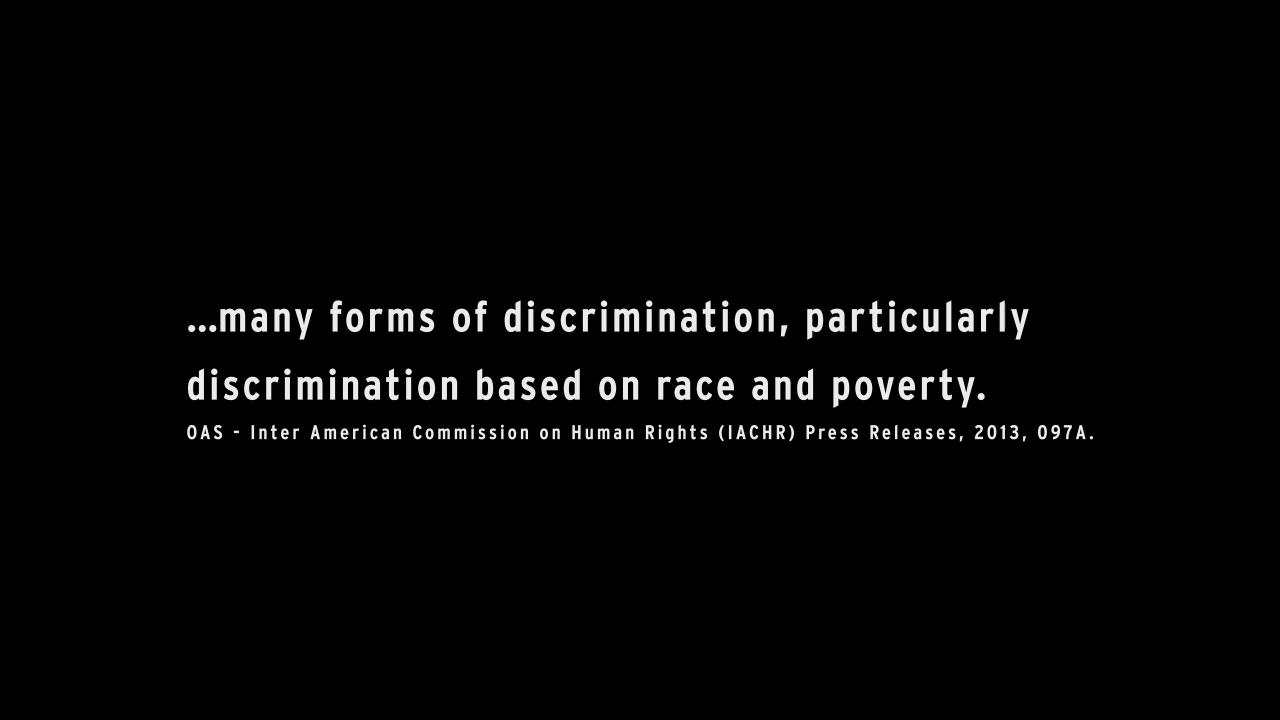 ...many forms of discrimination, particularly
discrimination based on race and poverty.
OAS - Inter American Commission on Human Rights (IACHR) Press Releases, 2013, 097A.